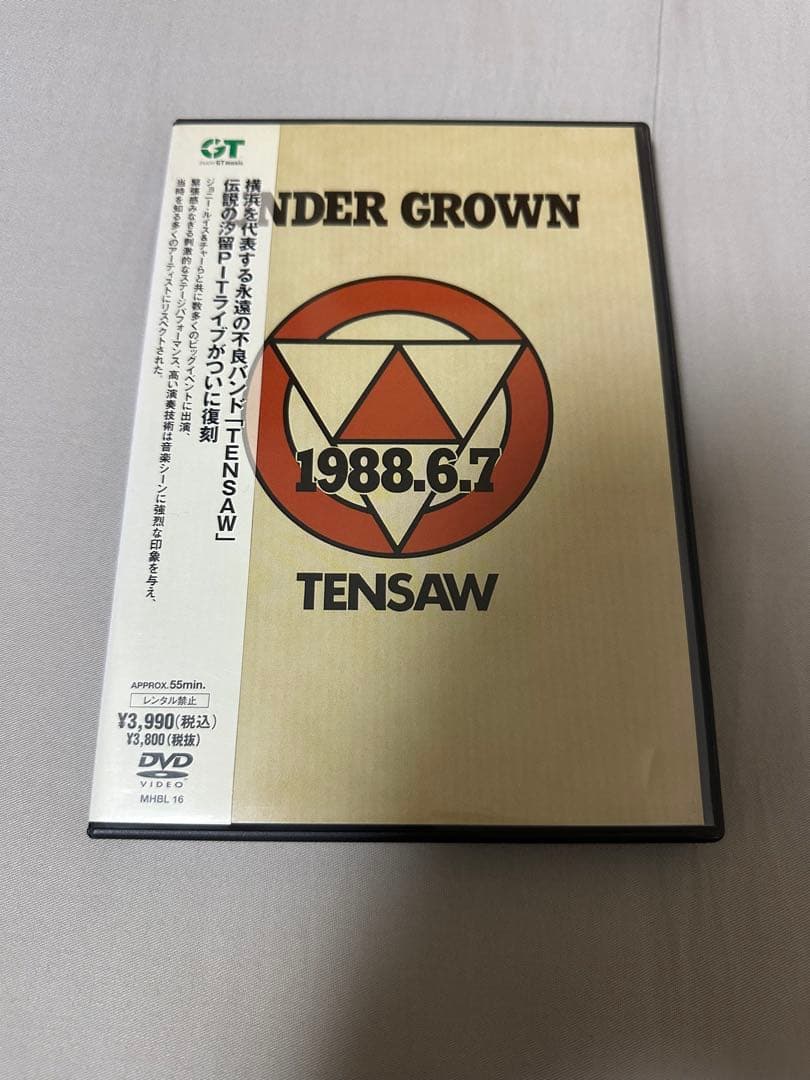 GT
music
GT music
横浜を代表する永遠の不良バンド「TENSAW」
伝説の汐留PITライブがついに復刻
ジョニー・ルイス&チャーらと共に数多くのビッグイベントに出演、
緊張感みなぎる刺激的なステージパフォーマンス、高い演奏技術は音楽シーンに強烈な印象を与え、
当時を知る多くのアーティストにリスペクトされた。
APPROX.55min.
レンタル禁止
¥3,990(税込)
¥3,800(税抜)
DVD
VIDEO
MHBL 16
UNDER GROWN
1988.6.7
TENSAW